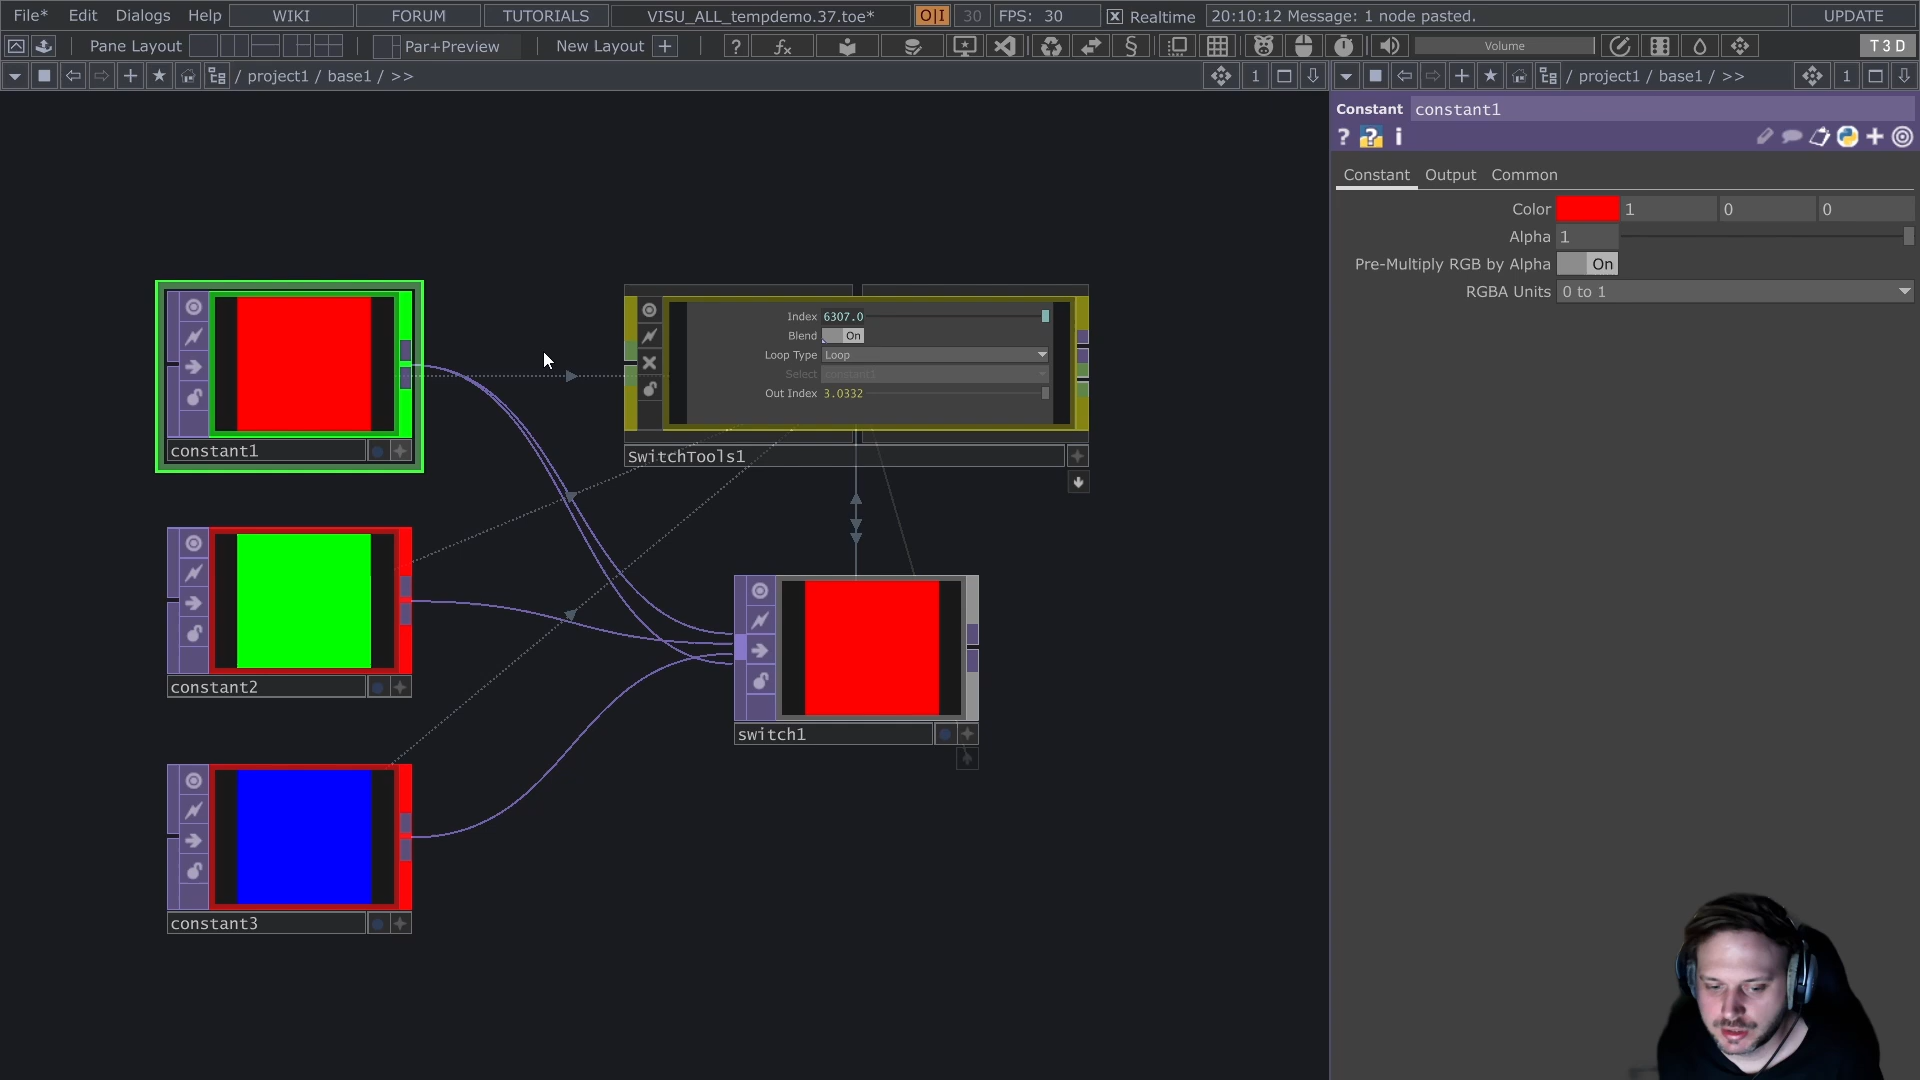 File* Edit Dialogs Help WIKI FORUM TUTORIALS VISU_ALL_tempdemo.37.toe* O|I 30 FPS: 30 Realtime 20:10:12 Message: 1 node pasted. UPDATE
Pane Layout Par+Preview New Layout + ? fx Volume T3D
/ project1 / base1 / >> 1
/ project1 / base1 / >> 1
Constant constant1
Constant Output Common
Color 1 0 0
Alpha 1
Pre-Multiply RGB by Alpha On
RGBA Units 0 to 1
Index 6307.0
Blend On
Loop Type Loop
Select constant1
Out Index 3.0332
SwitchTools1
constant1
constant2
switch1
constant3